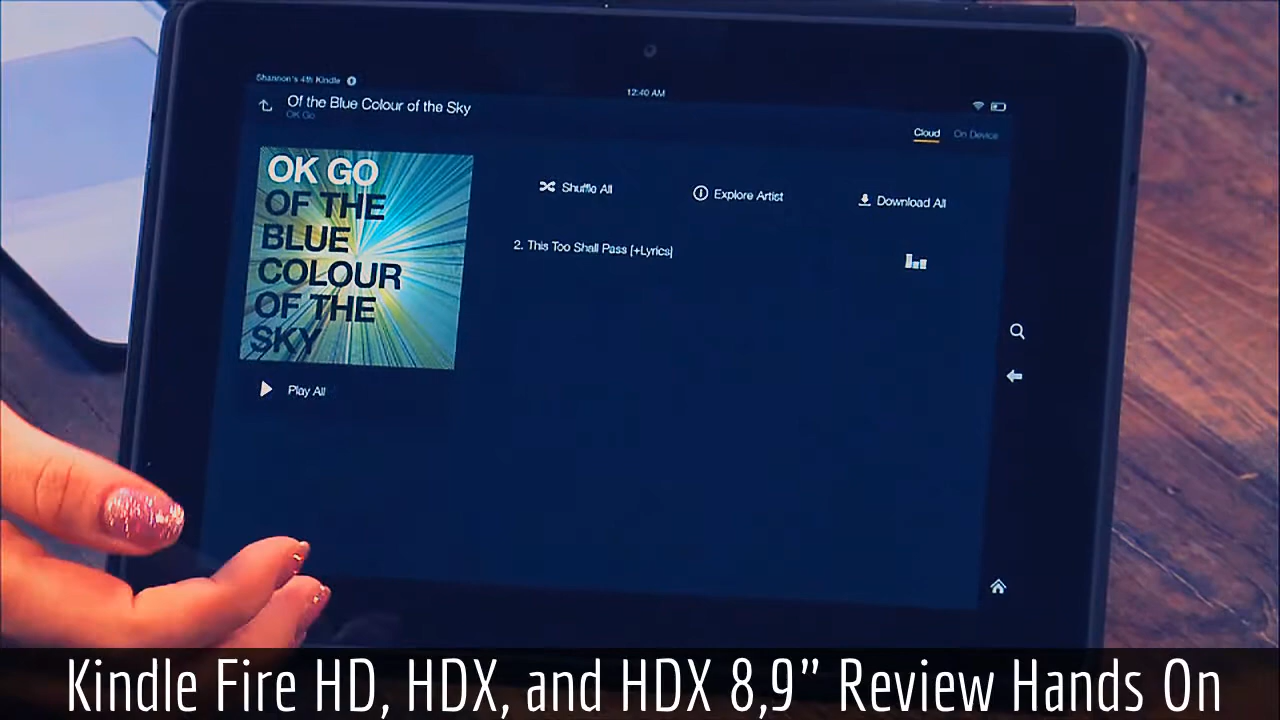 Shannon's 4th Kindle
12:40 AM
Of the Blue Colour of the Sky
OK Go
Cloud On Device
OK GO
OF THE
BLUE
COLOUR
OF THE
SKY
Shuffle All
Explore Artist
Download All
2. This Too Shall Pass [+Lyrics]
Play All
Kindle Fire HD, HDX, and HDX 8,9” Review Hands On